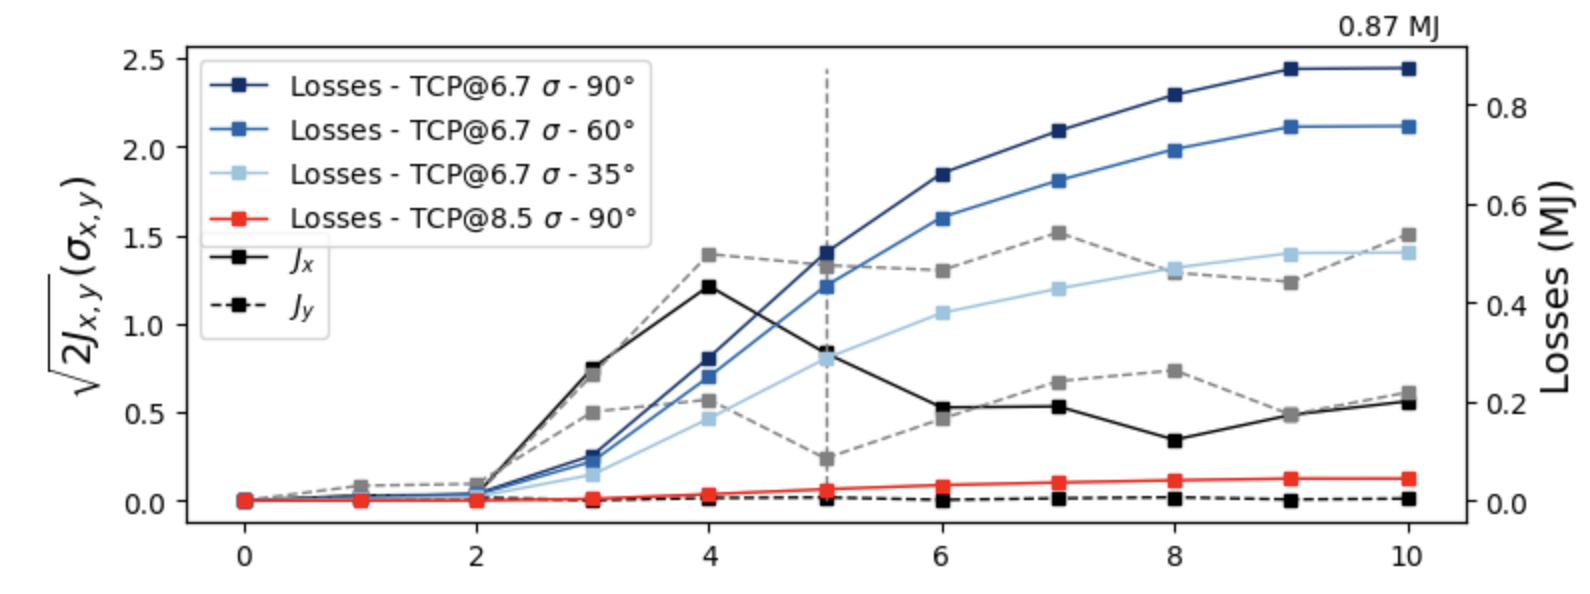 0.87 MJ
2.5
2.0
1.5
1.0
0.5
0.0
√2J_{x,y} (σ_{x,y})
Losses - TCP@6.7 σ - 90°
Losses - TCP@6.7 σ - 60°
Losses - TCP@6.7 σ - 35°
Losses - TCP@8.5 σ - 90°
J_x
J_y
0.8
0.6
0.4
0.2
0.0
Losses (MJ)
0 2 4 6 8 10